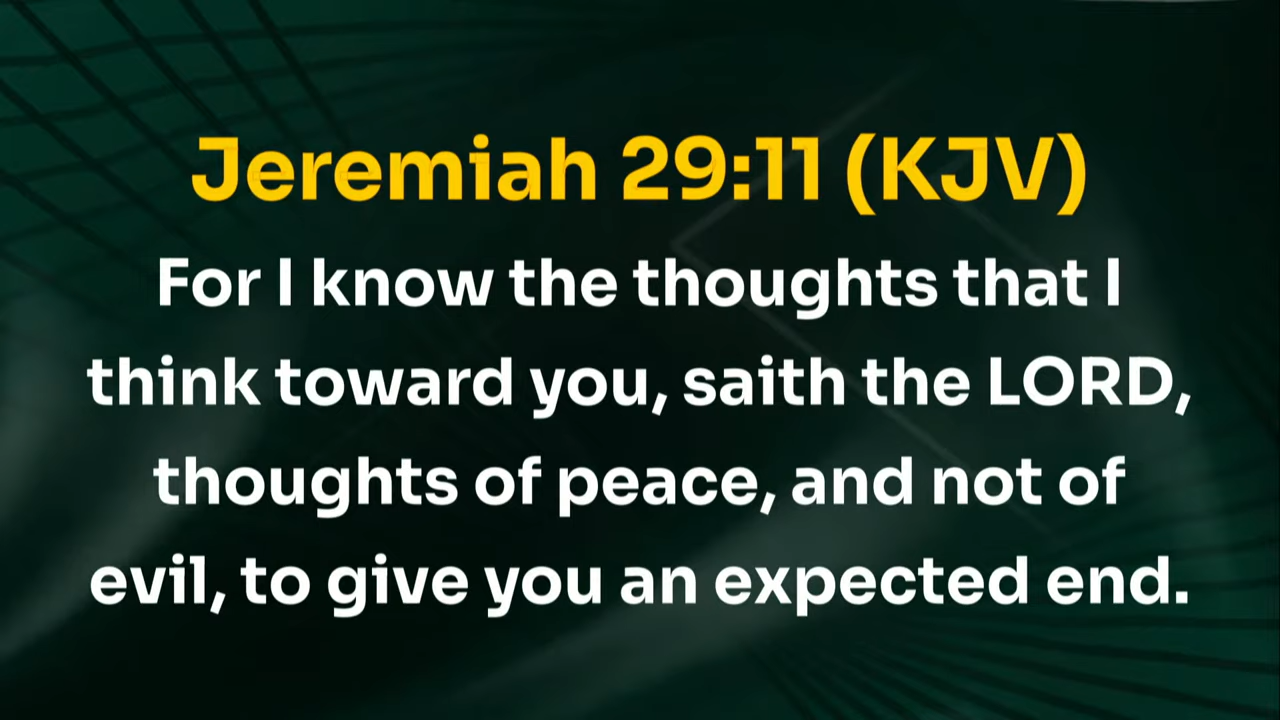 Jeremiah 29:11 (KJV)
For I know the thoughts that I
think toward you, saith the LORD,
thoughts of peace, and not of
evil, to give you an expected end.